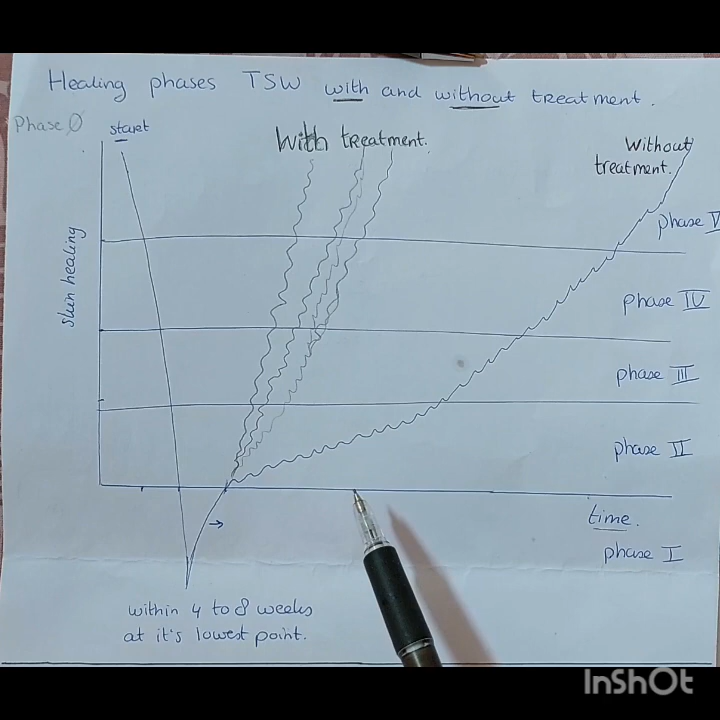 Healing phases TSW with and without treatment.
Phase 0
start
With treatment.
Without
treatment.
skin healing
phase V
phase IV
phase III
phase II
time.
phase I
within 4 to 8 weeks
at it's lowest point.
InShOt